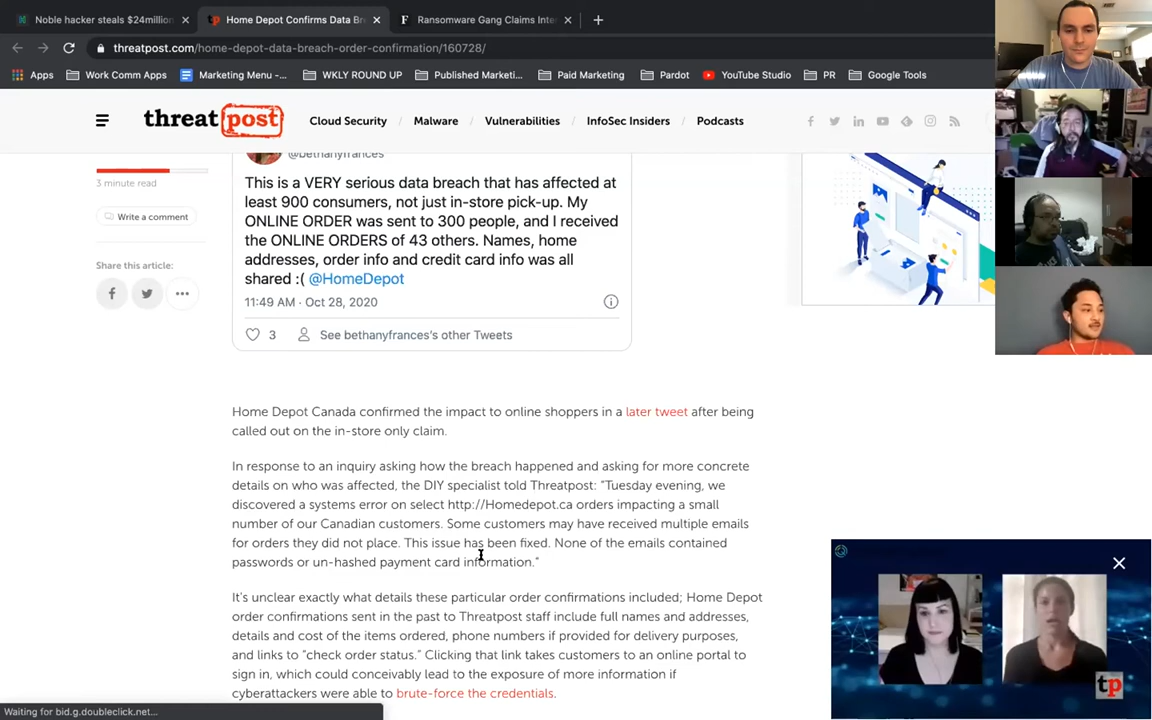 Noble hacker steals $24million
Home Depot Confirms Data Br
Ransomware Gang Claims Inte
threatpost.com/home-depot-data-breach-order-confirmation/160728/
Apps
Work Comm Apps
Marketing Menu -...
WKLY ROUND UP
Published Marketi...
Paid Marketing
Pardot
YouTube Studio
PR
Google Tools
threatpost
Cloud Security / Malware / Vulnerabilities / InfoSec Insiders / Podcasts
3 minute read
Write a comment
Share this article:
@bethanyfrances
This is a VERY serious data breach that has affected at
least 900 consumers, not just in-store pick-up. My
ONLINE ORDER was sent to 300 people, and I received
the ONLINE ORDERS of 43 others. Names, home
addresses, order info and credit card info was all
shared :( @HomeDepot
11:49 AM · Oct 28, 2020
3
See bethanyfrances's other Tweets
Home Depot Canada confirmed the impact to online shoppers in a later tweet after being
called out on the in-store only claim.
In response to an inquiry asking how the breach happened and asking for more concrete
details on who was affected, the DIY specialist told Threatpost: “Tuesday evening, we
discovered a systems error on select http://Homedepot.ca orders impacting a small
number of our Canadian customers. Some customers may have received multiple emails
for orders they did not place. This issue has been fixed. None of the emails contained
passwords or un-hashed payment card information.”
It's unclear exactly what details these particular order confirmations included; Home Depot
order confirmations sent in the past to Threatpost staff include full names and addresses,
details and cost of the items ordered, phone numbers if provided for delivery purposes,
and links to “check order status.” Clicking that link takes customers to an online portal to
sign in, which could conceivably lead to the exposure of more information if
cyberattackers were able to brute-force the credentials.
Waiting for bid.g.doubleclick.net...
tp